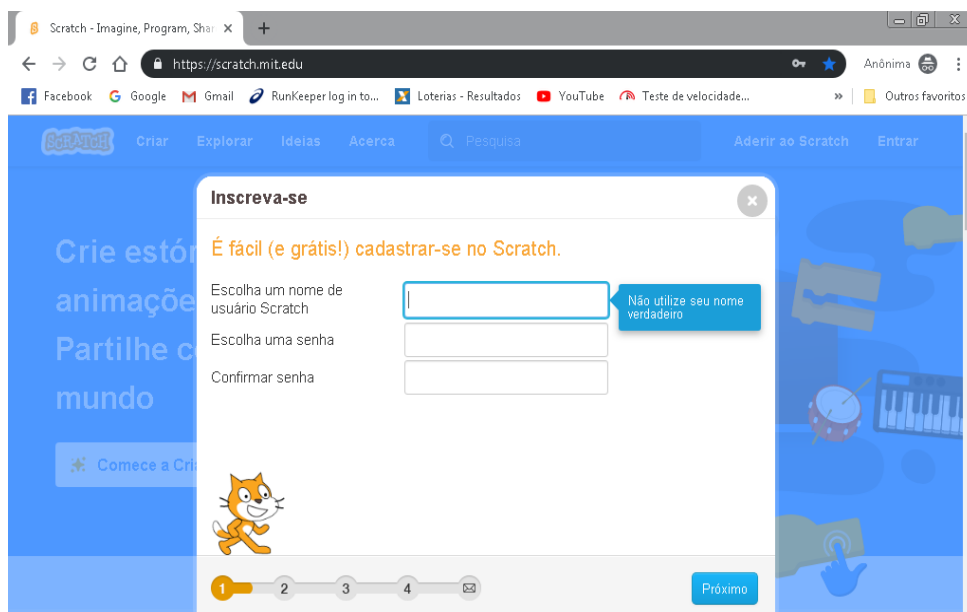 Scratch - Imagine, Program, Shar
https://scratch.mit.edu
Anônima
Facebook Google Gmail RunKeeper log in to... Loterias - Resultados YouTube Teste de velocidade... » Outros favoritos
SCRATCH Criar Explorar Ideias Acerca Pesquisa Aderir ao Scratch Entrar
Inscreva-se
É fácil (e grátis!) cadastrar-se no Scratch.
Escolha um nome de
usuário Scratch
Não utilize seu nome
verdadeiro
Escolha uma senha
Confirmar senha
Crie estór
animaçõe
Partilhe c
mundo
Comece a Cri
1 2 3 4
Próximo